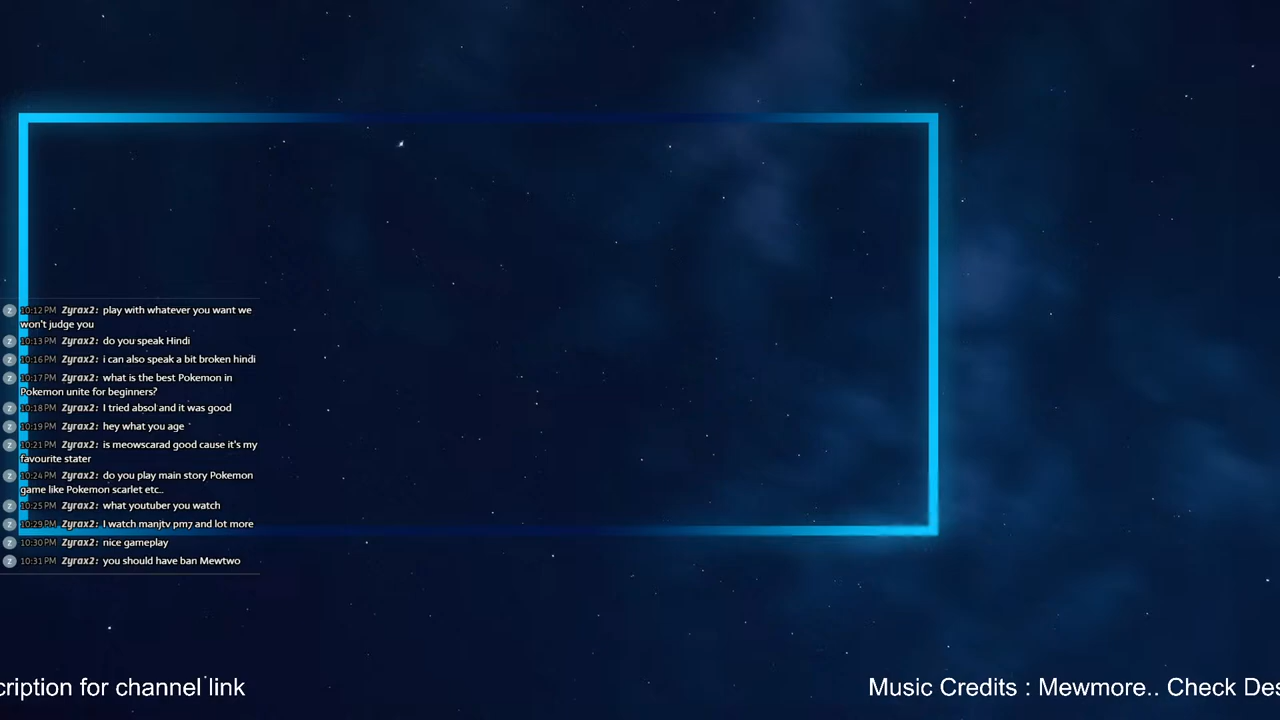 Z 10:12 PM Zyrax2: play with whatever you want we
won't judge you
Z 10:13 PM Zyrax2: do you speak Hindi
Z 10:16 PM Zyrax2: i can also speak a bit broken hindi
Z 10:17 PM Zyrax2: what is the best Pokemon in
Pokemon unite for beginners?
Z 10:18 PM Zyrax2: I tried absol and it was good
Z 10:19 PM Zyrax2: hey what you age
Z 10:21 PM Zyrax2: is meowscarad good cause it's my
favourite stater
Z 10:24 PM Zyrax2: do you play main story Pokemon
game like Pokemon scarlet etc..
Z 10:25 PM Zyrax2: what youtuber you watch
Z 10:29 PM Zyrax2: I watch manjtv pm7 and lot more
Z 10:30 PM Zyrax2: nice gameplay
Z 10:31 PM Zyrax2: you should have ban Mewtwo
cription for channel link
Music Credits : Mewmore.. Check Des